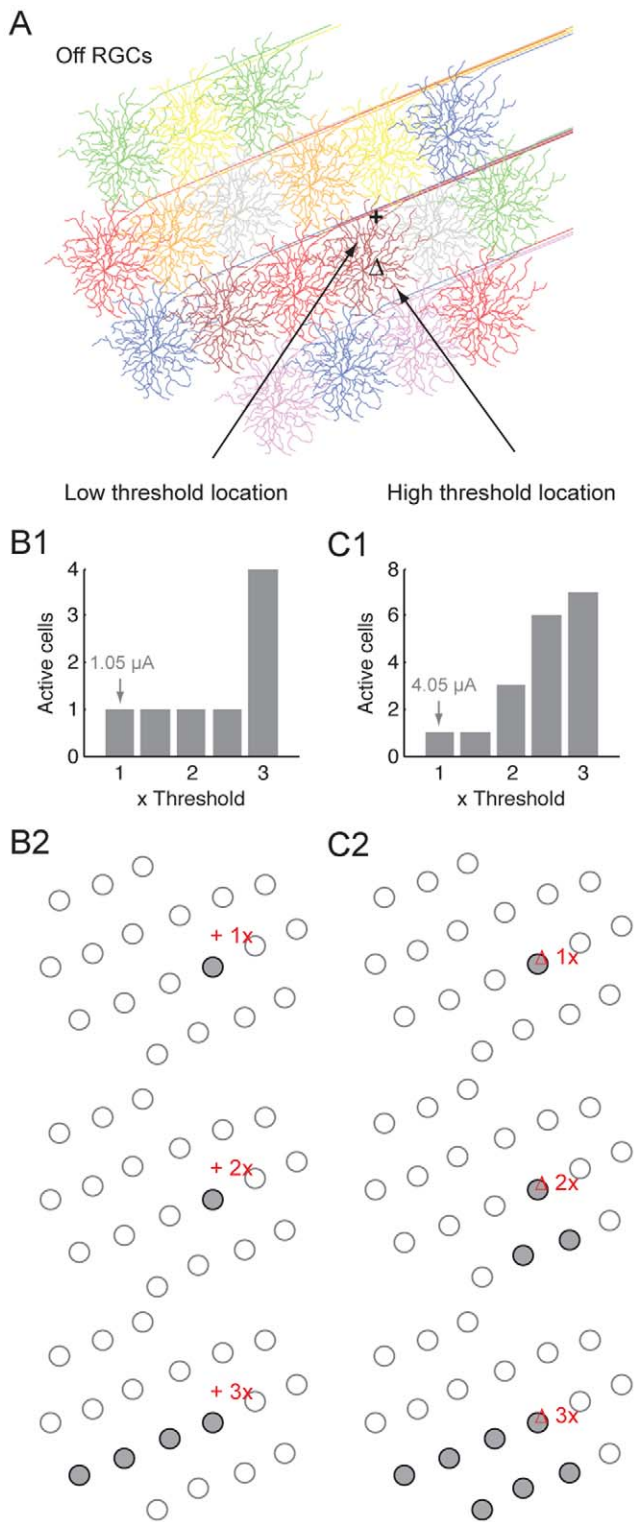 A
Off RGCs
+
Δ
Low threshold location
High threshold location
B1
C1
4
3
2
1
0
Active cells
1.05 µA
1 2 3
x Threshold
8
6
4
2
0
Active cells
4.05 µA
1 2 3
x Threshold
B2
C2
+ 1x
Δ 1x
+ 2x
Δ 2x
+ 3x
Δ 3x